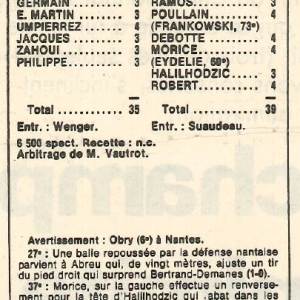 GERMAIN 3
E. MARTIN 3
UMPIERREZ 3
JACQUES 3
ZAHOUI 3
PHILIPPE 3
Total 35
Entr. : Wenger.
RAMOS. 3
POULLAIN 4
(FRANKOWSKI, 73e)
DEBOTTE 4
MORICE 4
(EYDELIE, 60e)
HALILHODZIC 4
ROBERT 4
Total 39
Entr. : Suaudeau.
6 500 spect. Recette : n.c.
Arbitrage de M. Vautrot.
champ
Avertissement : Obry (6e) à Nantes.
27e : Une balle repoussée par la défense nantaise
parvient à Abreu qui, de vingt mètres, ajuste un tir
du pied droit qui surprend Bertrand-Demanes (1-0).
37e : Morice, sur la gauche effectue un renverse-
ment pour la tête d'Halilhodzic qui rabat dans les